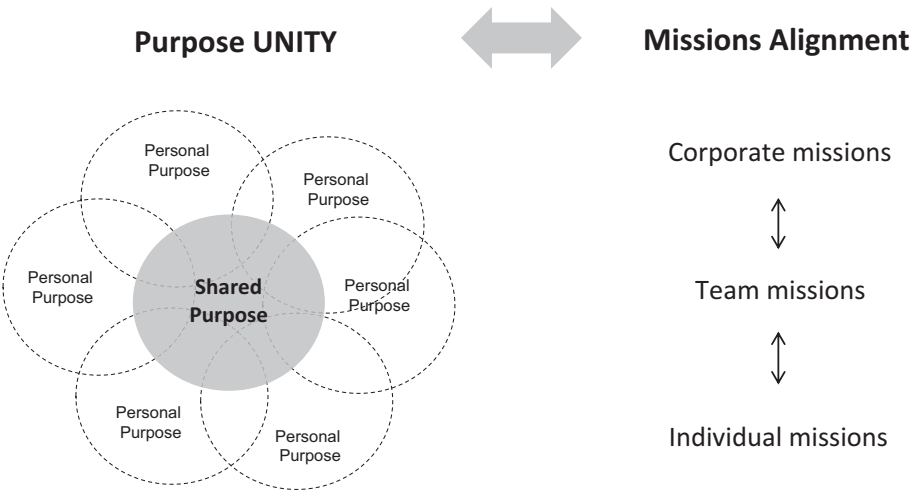 Purpose UNITY
Missions Alignment
Personal
Purpose
Personal
Purpose
Personal
Purpose
Shared
Purpose
Personal
Purpose
Personal
Purpose
Personal
Purpose
Corporate missions
Team missions
Individual missions